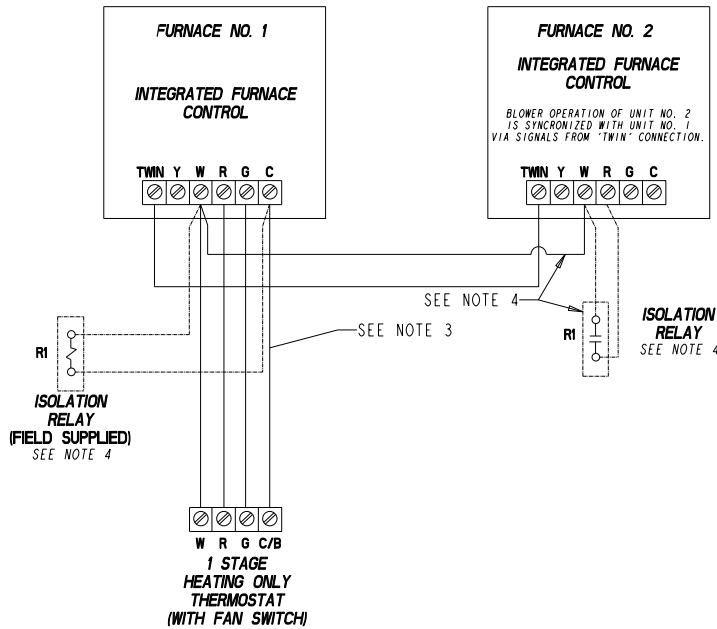 FURNACE NO. 1
INTEGRATED FURNACE
CONTROL
TWIN Y W R G C
FURNACE NO. 2
INTEGRATED FURNACE
CONTROL
BLOWER OPERATION OF UNIT NO. 2
IS SYNCRONIZED WITH UNIT NO. 1
VIA SIGNALS FROM 'TWIN' CONNECTION.
TWIN Y W R G C
SEE NOTE 4
SEE NOTE 3
R1
ISOLATION
RELAY
(FIELD SUPPLIED)
SEE NOTE 4
R1
ISOLATION
RELAY
SEE NOTE 4
W R G C/B
1 STAGE
HEATING ONLY
THERMOSTAT
(WITH FAN SWITCH)